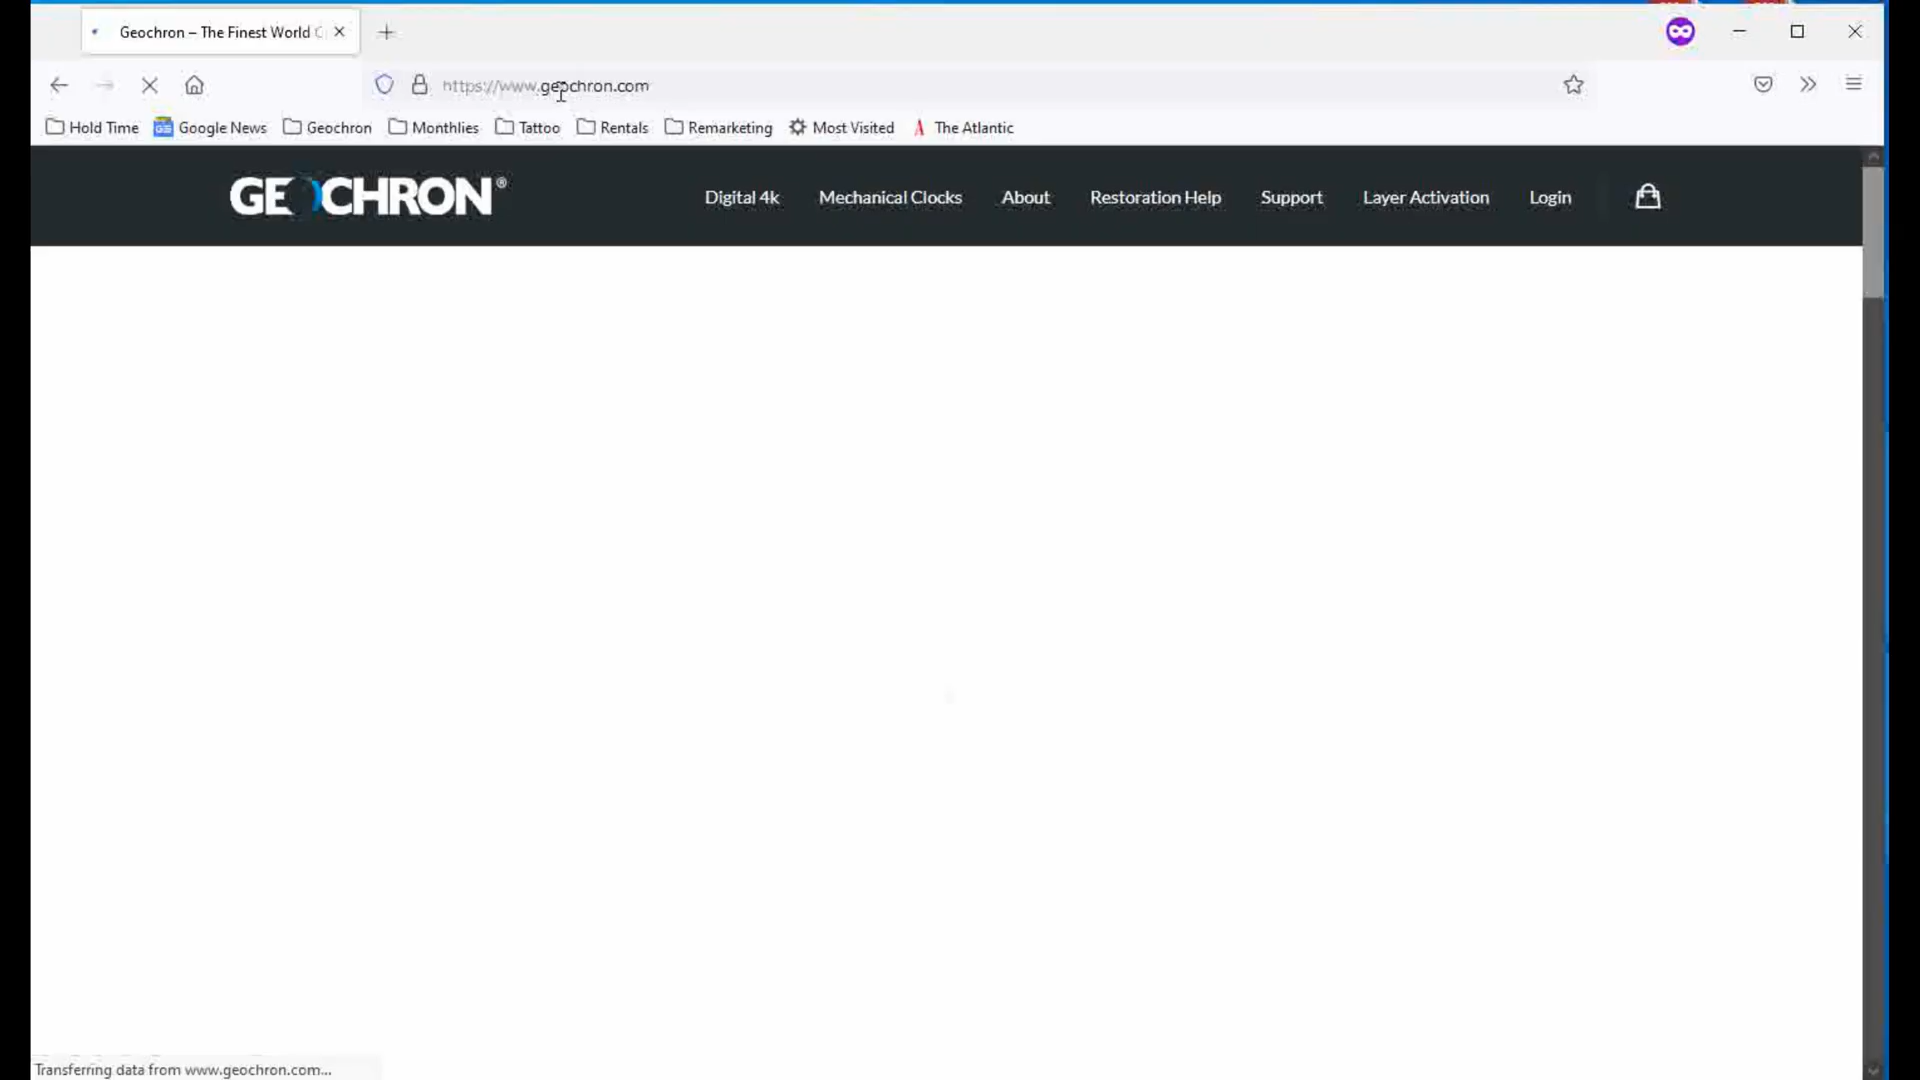 Geochron – The Finest World C
https://www.geochron.com
Hold Time Google News Geochron Monthlies Tattoo Rentals Remarketing Most Visited The Atlantic
GEOCHRON® Digital 4k Mechanical Clocks About Restoration Help Support Layer Activation Login
Transferring data from www.geochron.com...